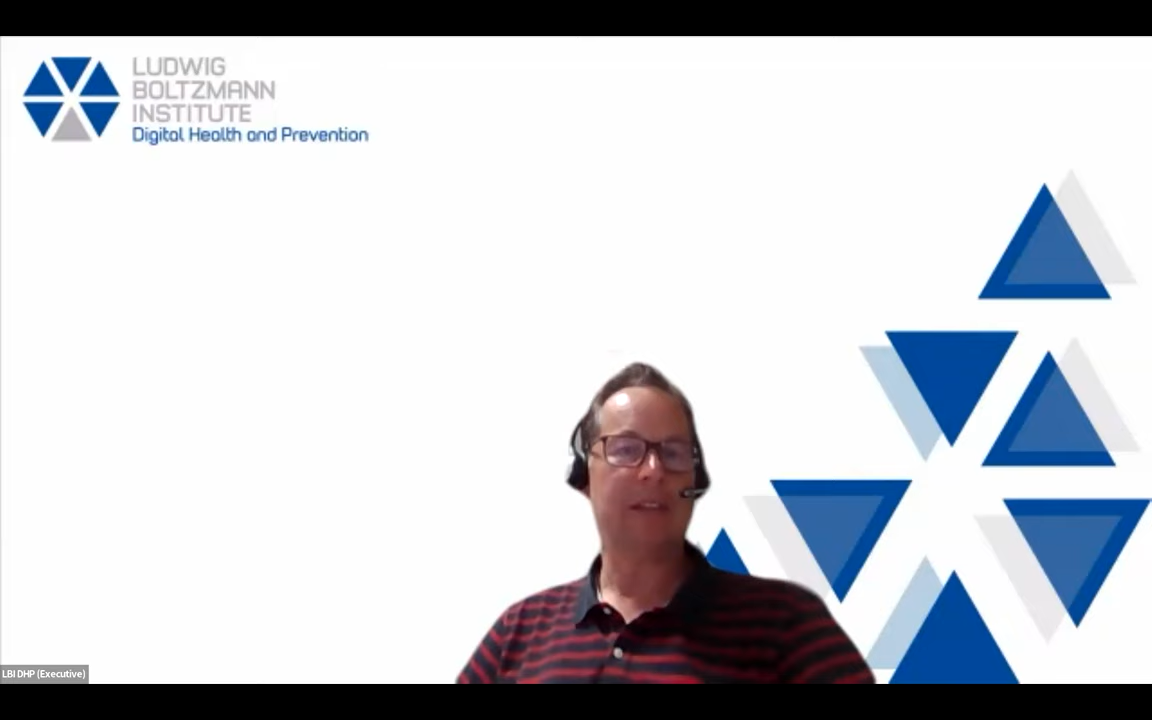 LUDWIG
BOLTZMANN
INSTITUTE
Digital Health and Prevention
LBI DHP (Executive)